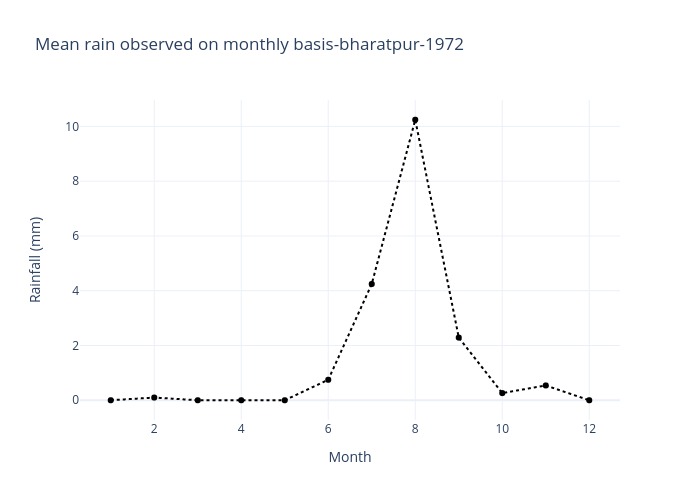 Mean rain observed on monthly basis-bharatpur-1972
10
8
6
4
2
0
Rainfall (mm)
2 4 6 8 10 12
Month